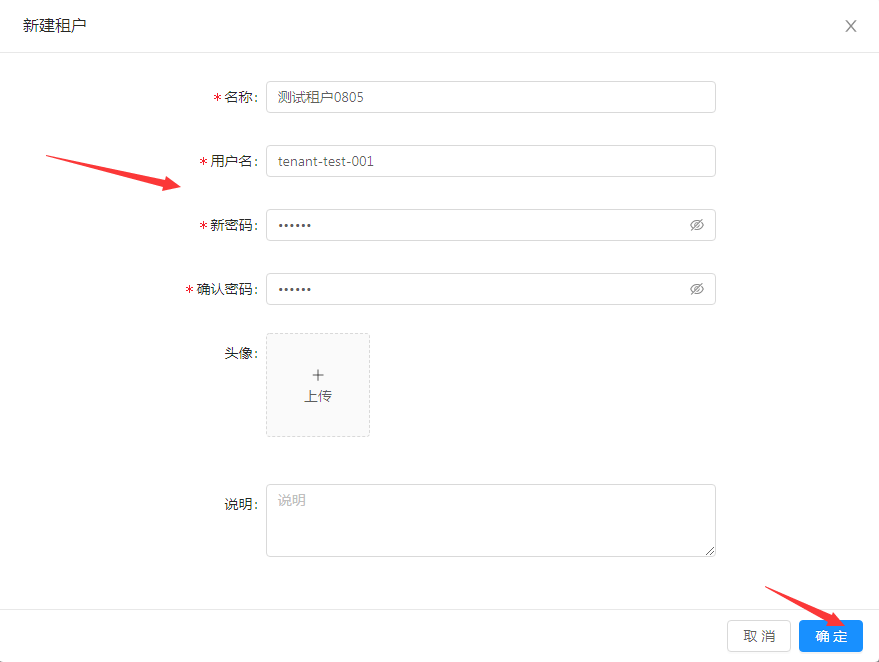 新建租户
* 名称: 测试租户0805
* 用户名: tenant-test-001
* 新密码: ••••••
* 确认密码: ••••••
头像:
+
上传
说明: 说明
取 消 确 定